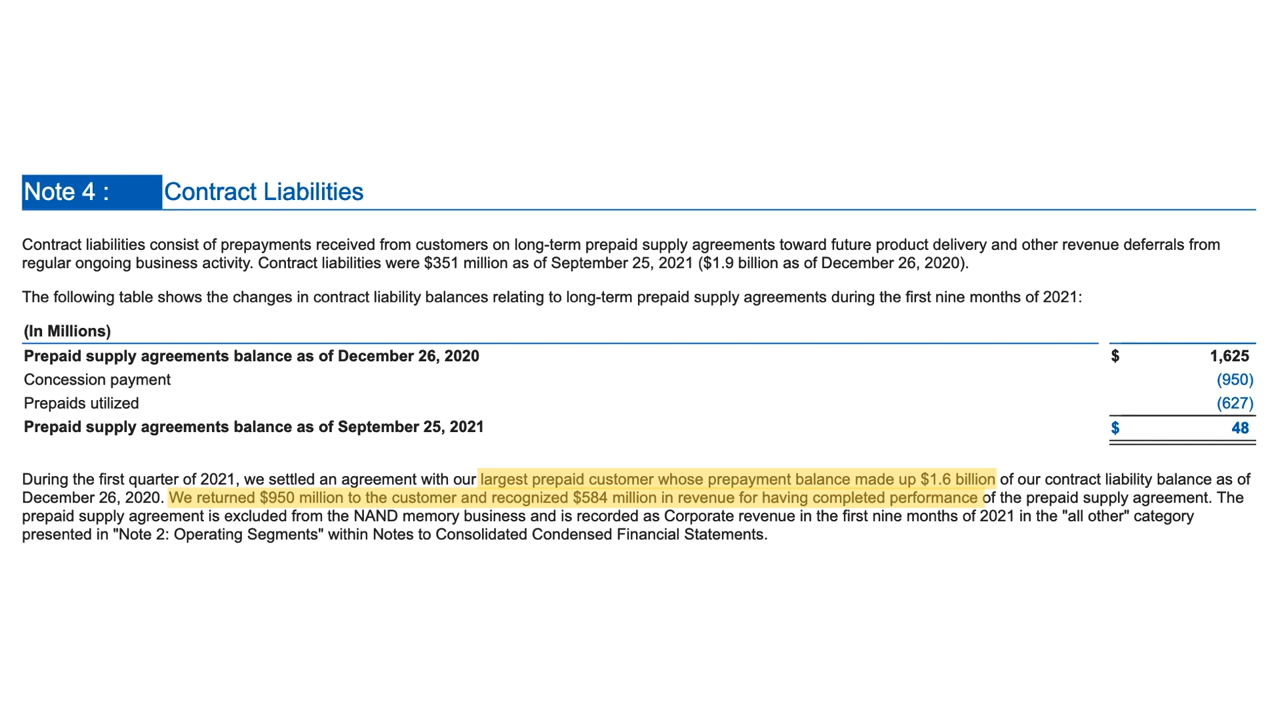 Note 4 : Contract Liabilities
Contract liabilities consist of prepayments received from customers on long-term prepaid supply agreements toward future product delivery and other revenue deferrals from
regular ongoing business activity. Contract liabilities were $351 million as of September 25, 2021 ($1.9 billion as of December 26, 2020).
The following table shows the changes in contract liability balances relating to long-term prepaid supply agreements during the first nine months of 2021:
(In Millions)
Prepaid supply agreements balance as of December 26, 2020 $ 1,625
Concession payment (950)
Prepaids utilized (627)
Prepaid supply agreements balance as of September 25, 2021 $ 48
During the first quarter of 2021, we settled an agreement with our largest prepaid customer whose prepayment balance made up $1.6 billion of our contract liability balance as of
December 26, 2020. We returned $950 million to the customer and recognized $584 million in revenue for having completed performance of the prepaid supply agreement. The
prepaid supply agreement is excluded from the NAND memory business and is recorded as Corporate revenue in the first nine months of 2021 in the "all other" category
presented in "Note 2: Operating Segments" within Notes to Consolidated Condensed Financial Statements.